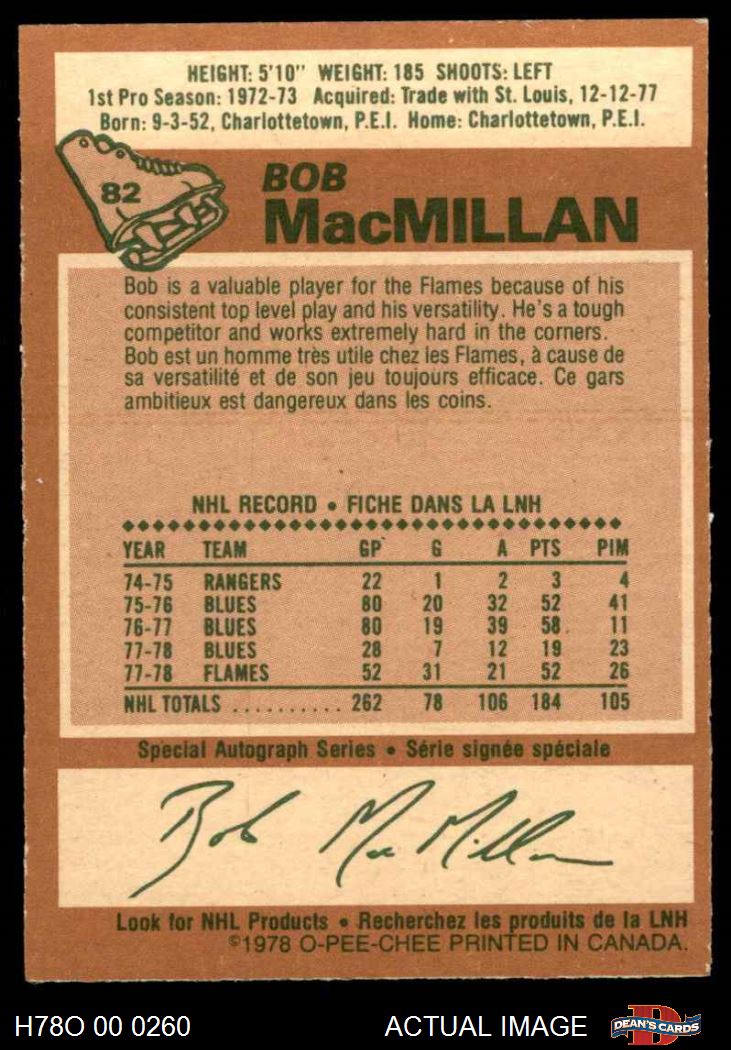 HEIGHT: 5'10" WEIGHT: 185 SHOOTS: LEFT
1st Pro Season: 1972-73 Acquired: Trade with St. Louis, 12-12-77
Born: 9-3-52, Charlottetown, P.E.I. Home: Charlottetown, P.E.I.
82
BOB
MacMILLAN
Bob is a valuable player for the Flames because of his
consistent top level play and his versatility. He's a tough
competitor and works extremely hard in the corners.
Bob est un homme très utile chez les Flames, à cause de
sa versatilité et de son jeu toujours efficace. Ce gars
ambitieux est dangereux dans les coins.
NHL RECORD • FICHE DANS LA LNH
YEAR TEAM GP G A PTS PIM
74-75 RANGERS 22 1 2 3 4
75-76 BLUES 80 20 32 52 41
76-77 BLUES 80 19 39 58 11
77-78 BLUES 28 7 12 19 23
77-78 FLAMES 52 31 21 52 26
NHL TOTALS .......... 262 78 106 184 105
Special Autograph Series • Série signée spéciale
Bob MacMillan
Look for NHL Products • Recherchez les produits de la LNH
©1978 O-PEE-CHEE PRINTED IN CANADA.
H78O 00 0260 ACTUAL IMAGE D DEAN'S CARDS